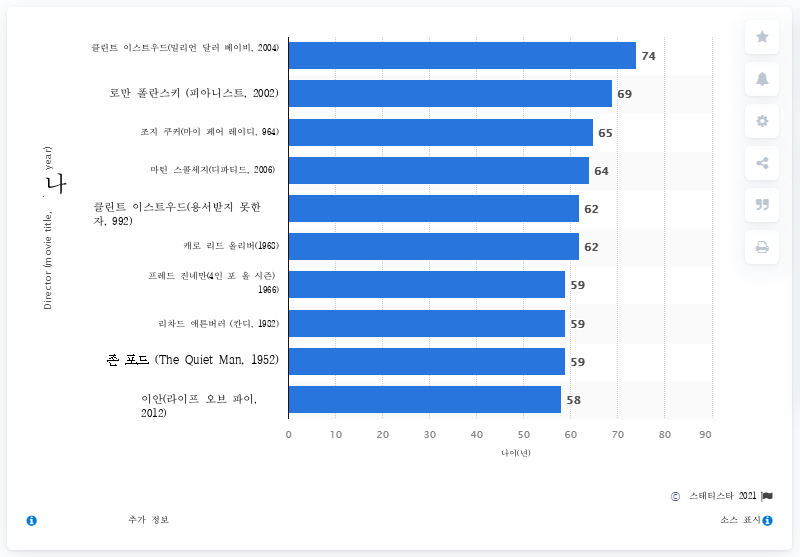 클린트 이스트우드(밀리언 달러 베이비, 2004)
74
로만 폴란스키 (피아니스트, 2002)
69
조지 쿠커(마이 페어 레이디, 964)
65
마틴 스콜세지(디파티드, 2006)
64
클린트 이스트우드(용서받지 못한
자, 992)
62
캐로 리드 올리버(1968)
62
프레드 진네만(4인 포 올 시즌)
1966)
59
리차드 애튼버러 (간디, 1982)
59
존 포드 (The Quiet Man, 1952)
59
이안(라이프 오브 파이,
2012)
58
Director (movie title, 나 year)
0 10 20 30 40 50 60 70 80 90
나이(년)
© 스태티스타 2021
추가 정보
소스 표시